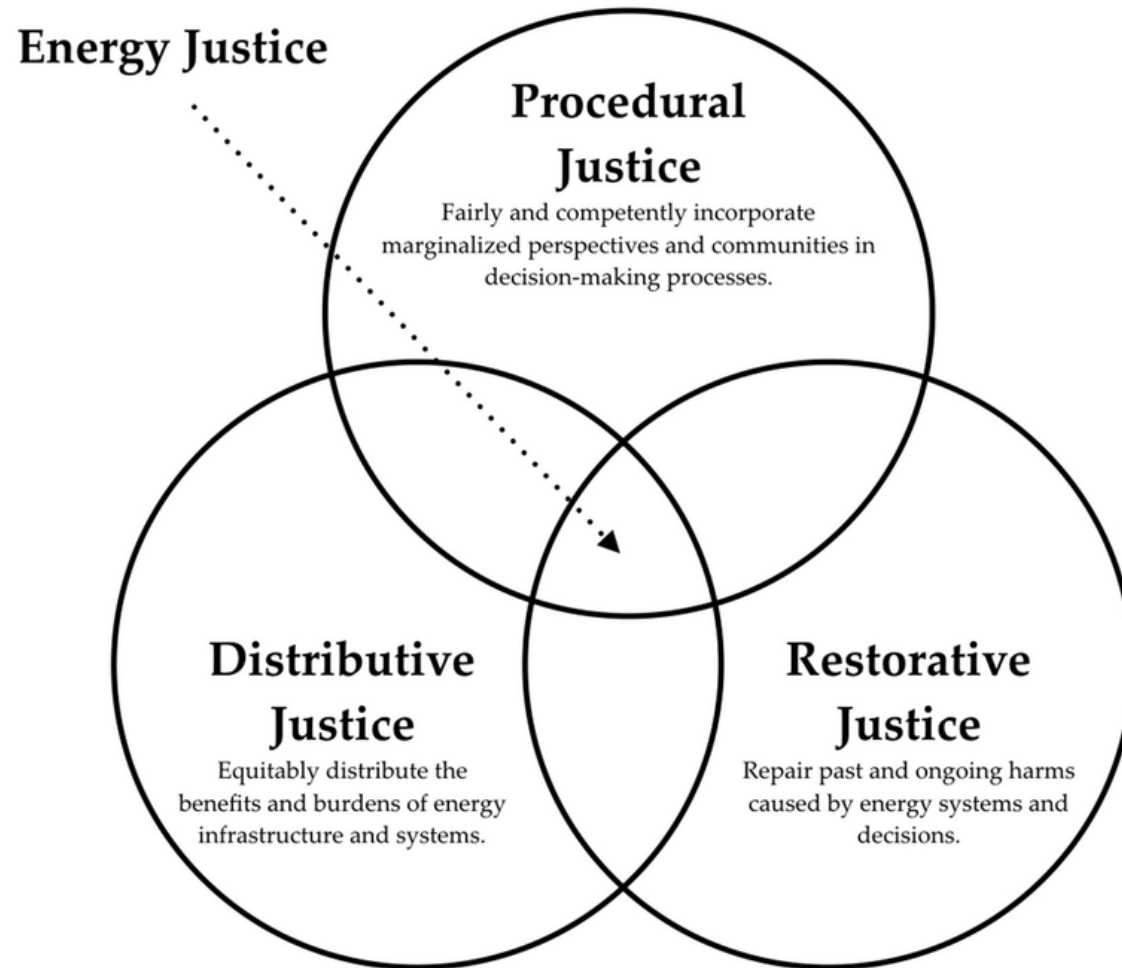 Energy Justice
Procedural
Justice
Fairly and competently incorporate
marginalized perspectives and communities in
decision-making processes.
Distributive
Justice
Equitably distribute the
benefits and burdens of energy
infrastructure and systems.
Restorative
Justice
Repair past and ongoing harms
caused by energy systems and
decisions.